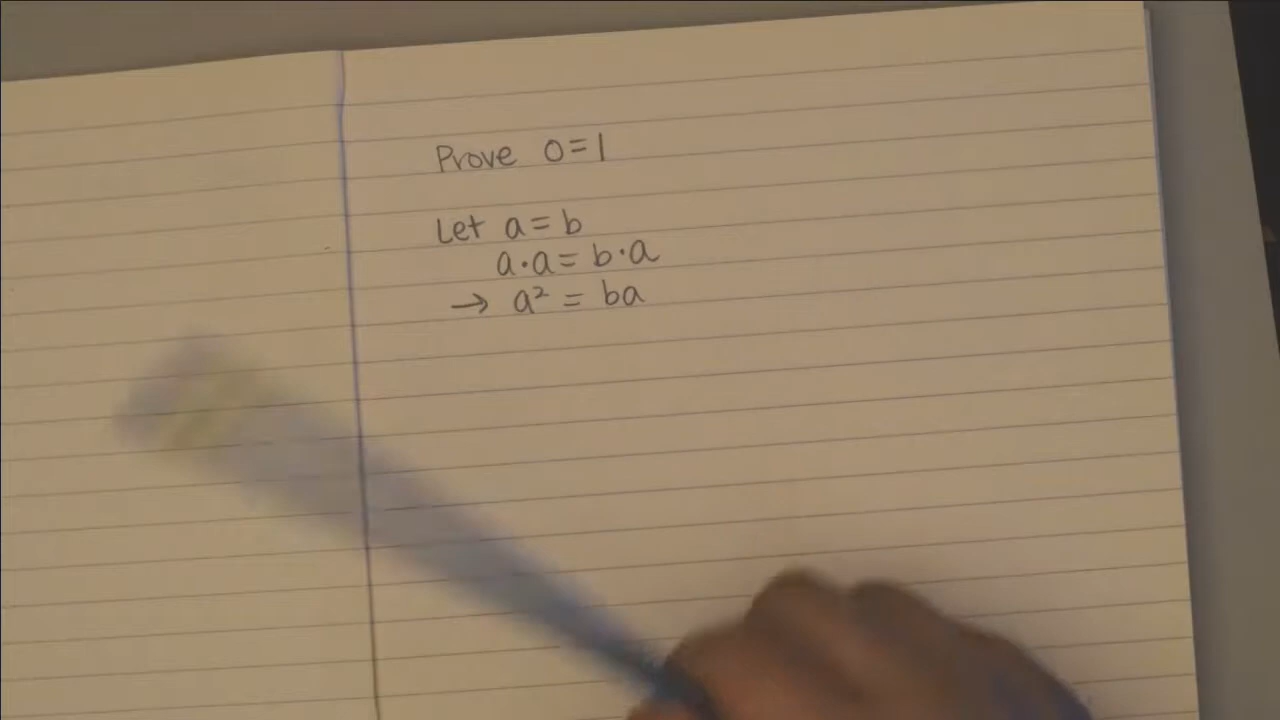 Prove 0=1
Let a=b
a·a=b·a
→ a² = ba